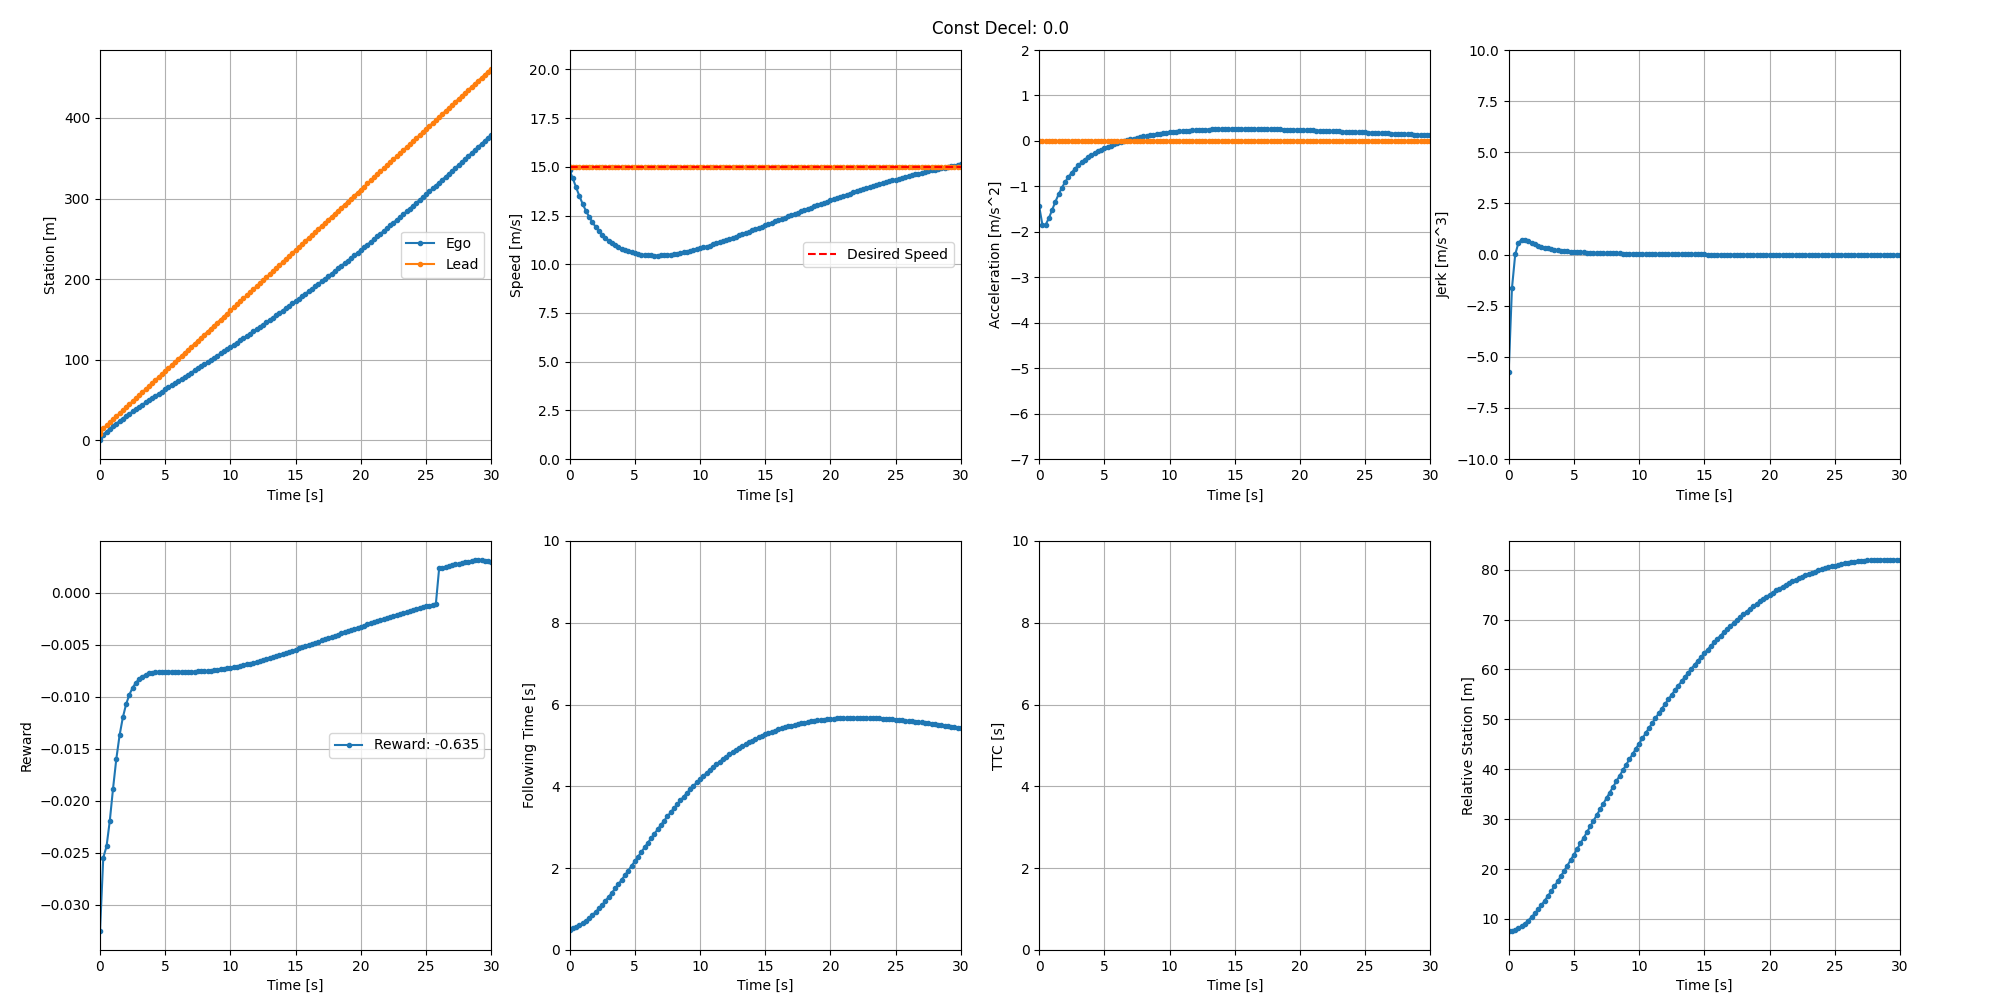 Const Decel: 0.0
Station [m]
400
300
200
100
0
Ego
Lead
0 5 10 15 20 25 30
Time [s]
Speed [m/s]
20.0
17.5
15.0
12.5
10.0
7.5
5.0
2.5
0.0
Desired Speed
0 5 10 15 20 25 30
Time [s]
Acceleration [m/s^2]
2
1
0
−1
−2
−3
−4
−5
−6
−7
0 5 10 15 20 25 30
Time [s]
Jerk [m/s^3]
10.0
7.5
5.0
2.5
0.0
−2.5
−5.0
−7.5
−10.0
0 5 10 15 20 25 30
Time [s]
Reward
0.000
−0.005
−0.010
−0.015
−0.020
−0.025
−0.030
Reward: -0.635
0 5 10 15 20 25 30
Time [s]
Following Time [s]
10
8
6
4
2
0
0 5 10 15 20 25 30
Time [s]
TTC [s]
10
8
6
4
2
0
0 5 10 15 20 25 30
Time [s]
Relative Station [m]
80
70
60
50
40
30
20
10
0 5 10 15 20 25 30
Time [s]